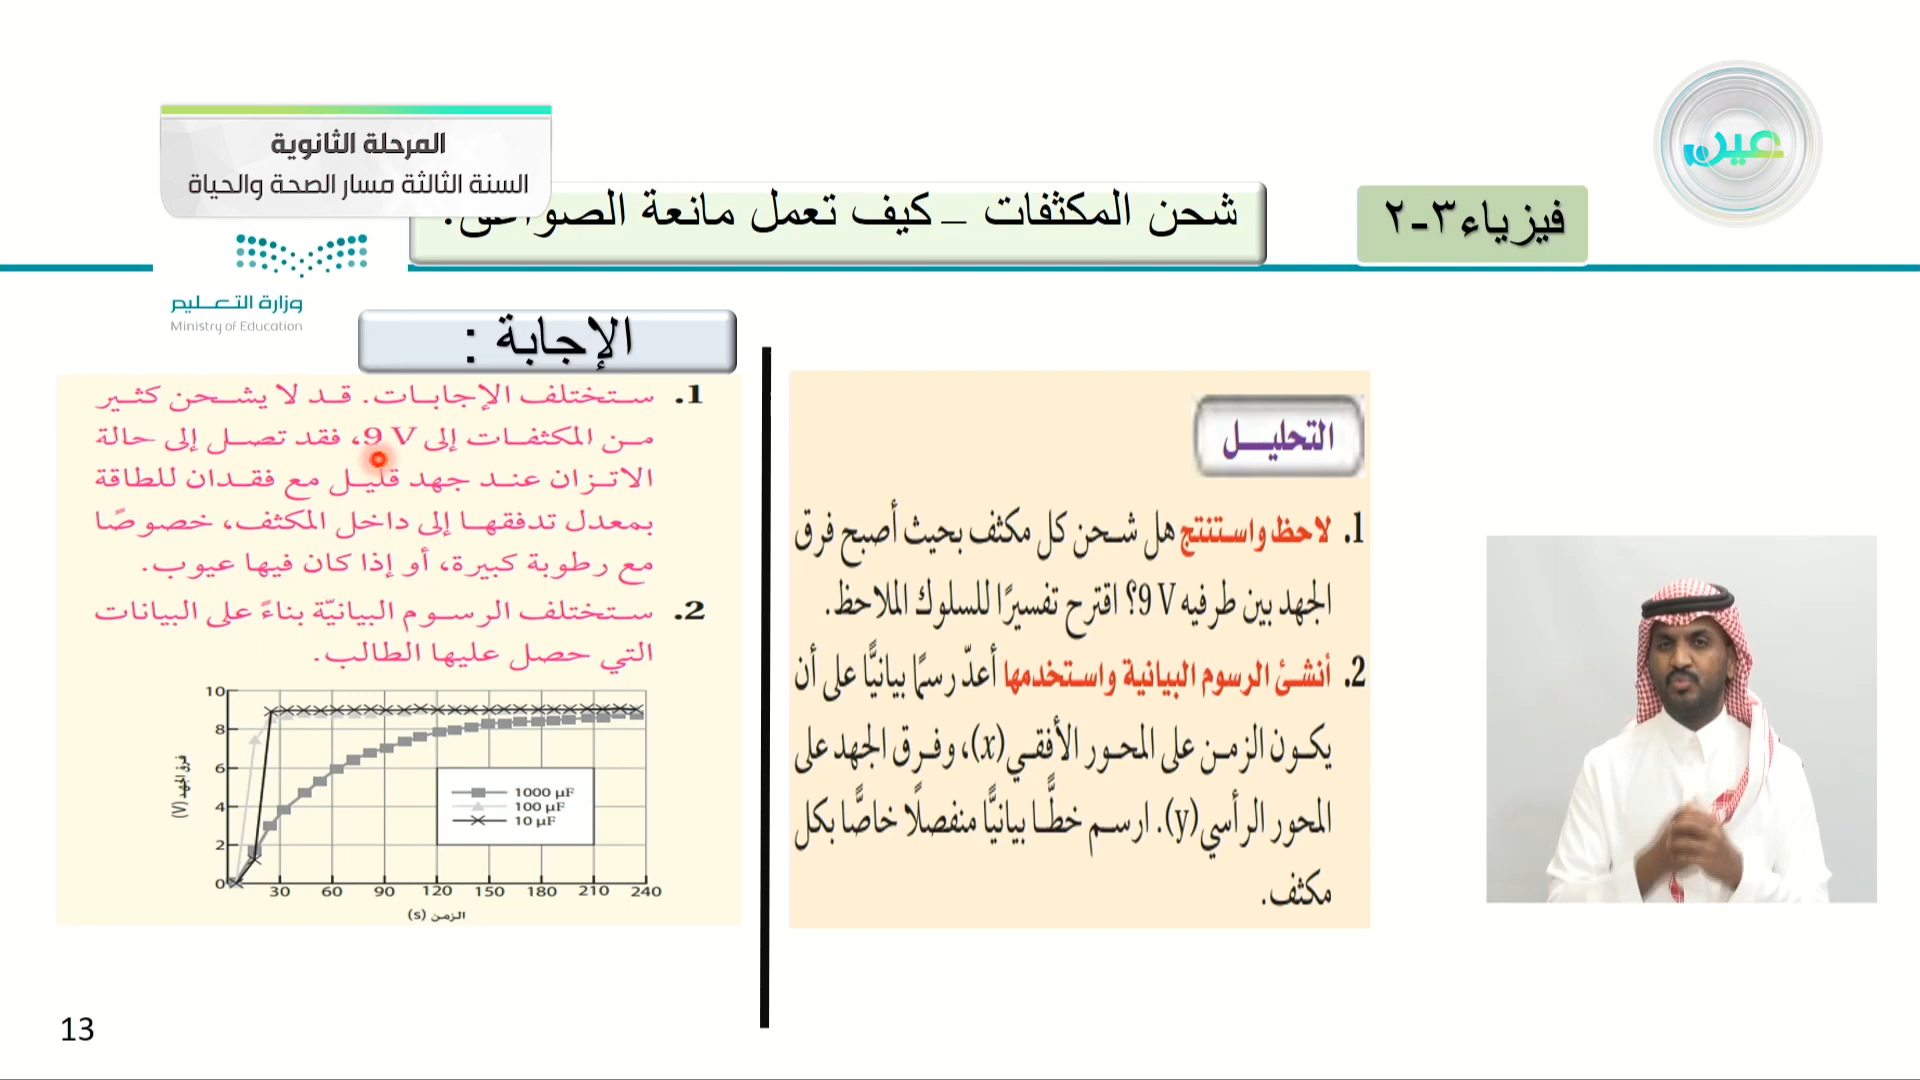 عين
المرحلة الثانوية
السنة الثالثة مسار الصحة والحياة
فيزياء٣-٢
شحن المكثفات – كيف تعمل مانعة
وزارة التعـليم
Ministry of Education
التحليل
1. لاحظ واستنتج هل شحن كل مكثف بحيث أصبح فرق
الجهد بين طرفيه 9 V؟ اقترح تفسيرًا للسلوك الملاحظ.
2. أنشئ الرسوم البيانية واستخدمها أعدّ رسمًا بيانيًّا على أن
يكون الزمن على المحور الأفقي (x)، وفرق الجهد على
المحور الرأسي (y). ارسم خطًّا بيانيًّا منفصلًا خاصًّا بكل
مكثف.
الإجابة :
1. ستختلف الإجابات. قد لا يشحن كثير
من المكثفات إلى 9 V، فقد تصل إلى حالة
الاتزان عند جهد قليل مع فقدان للطاقة
بمعدل تدفقها إلى داخل المكثف، خصوصًا
مع رطوبة كبيرة، أو إذا كان فيها عيوب.
2. ستختلف الرسوم البيانيّة بناءً على البيانات
التي حصل عليها الطالب.
فرق الجهد (V)
10
8
6
4
2
0
1000 µF
100 µF
10 µF
30 60 90 120 150 180 210 240
الزمن (s)
13